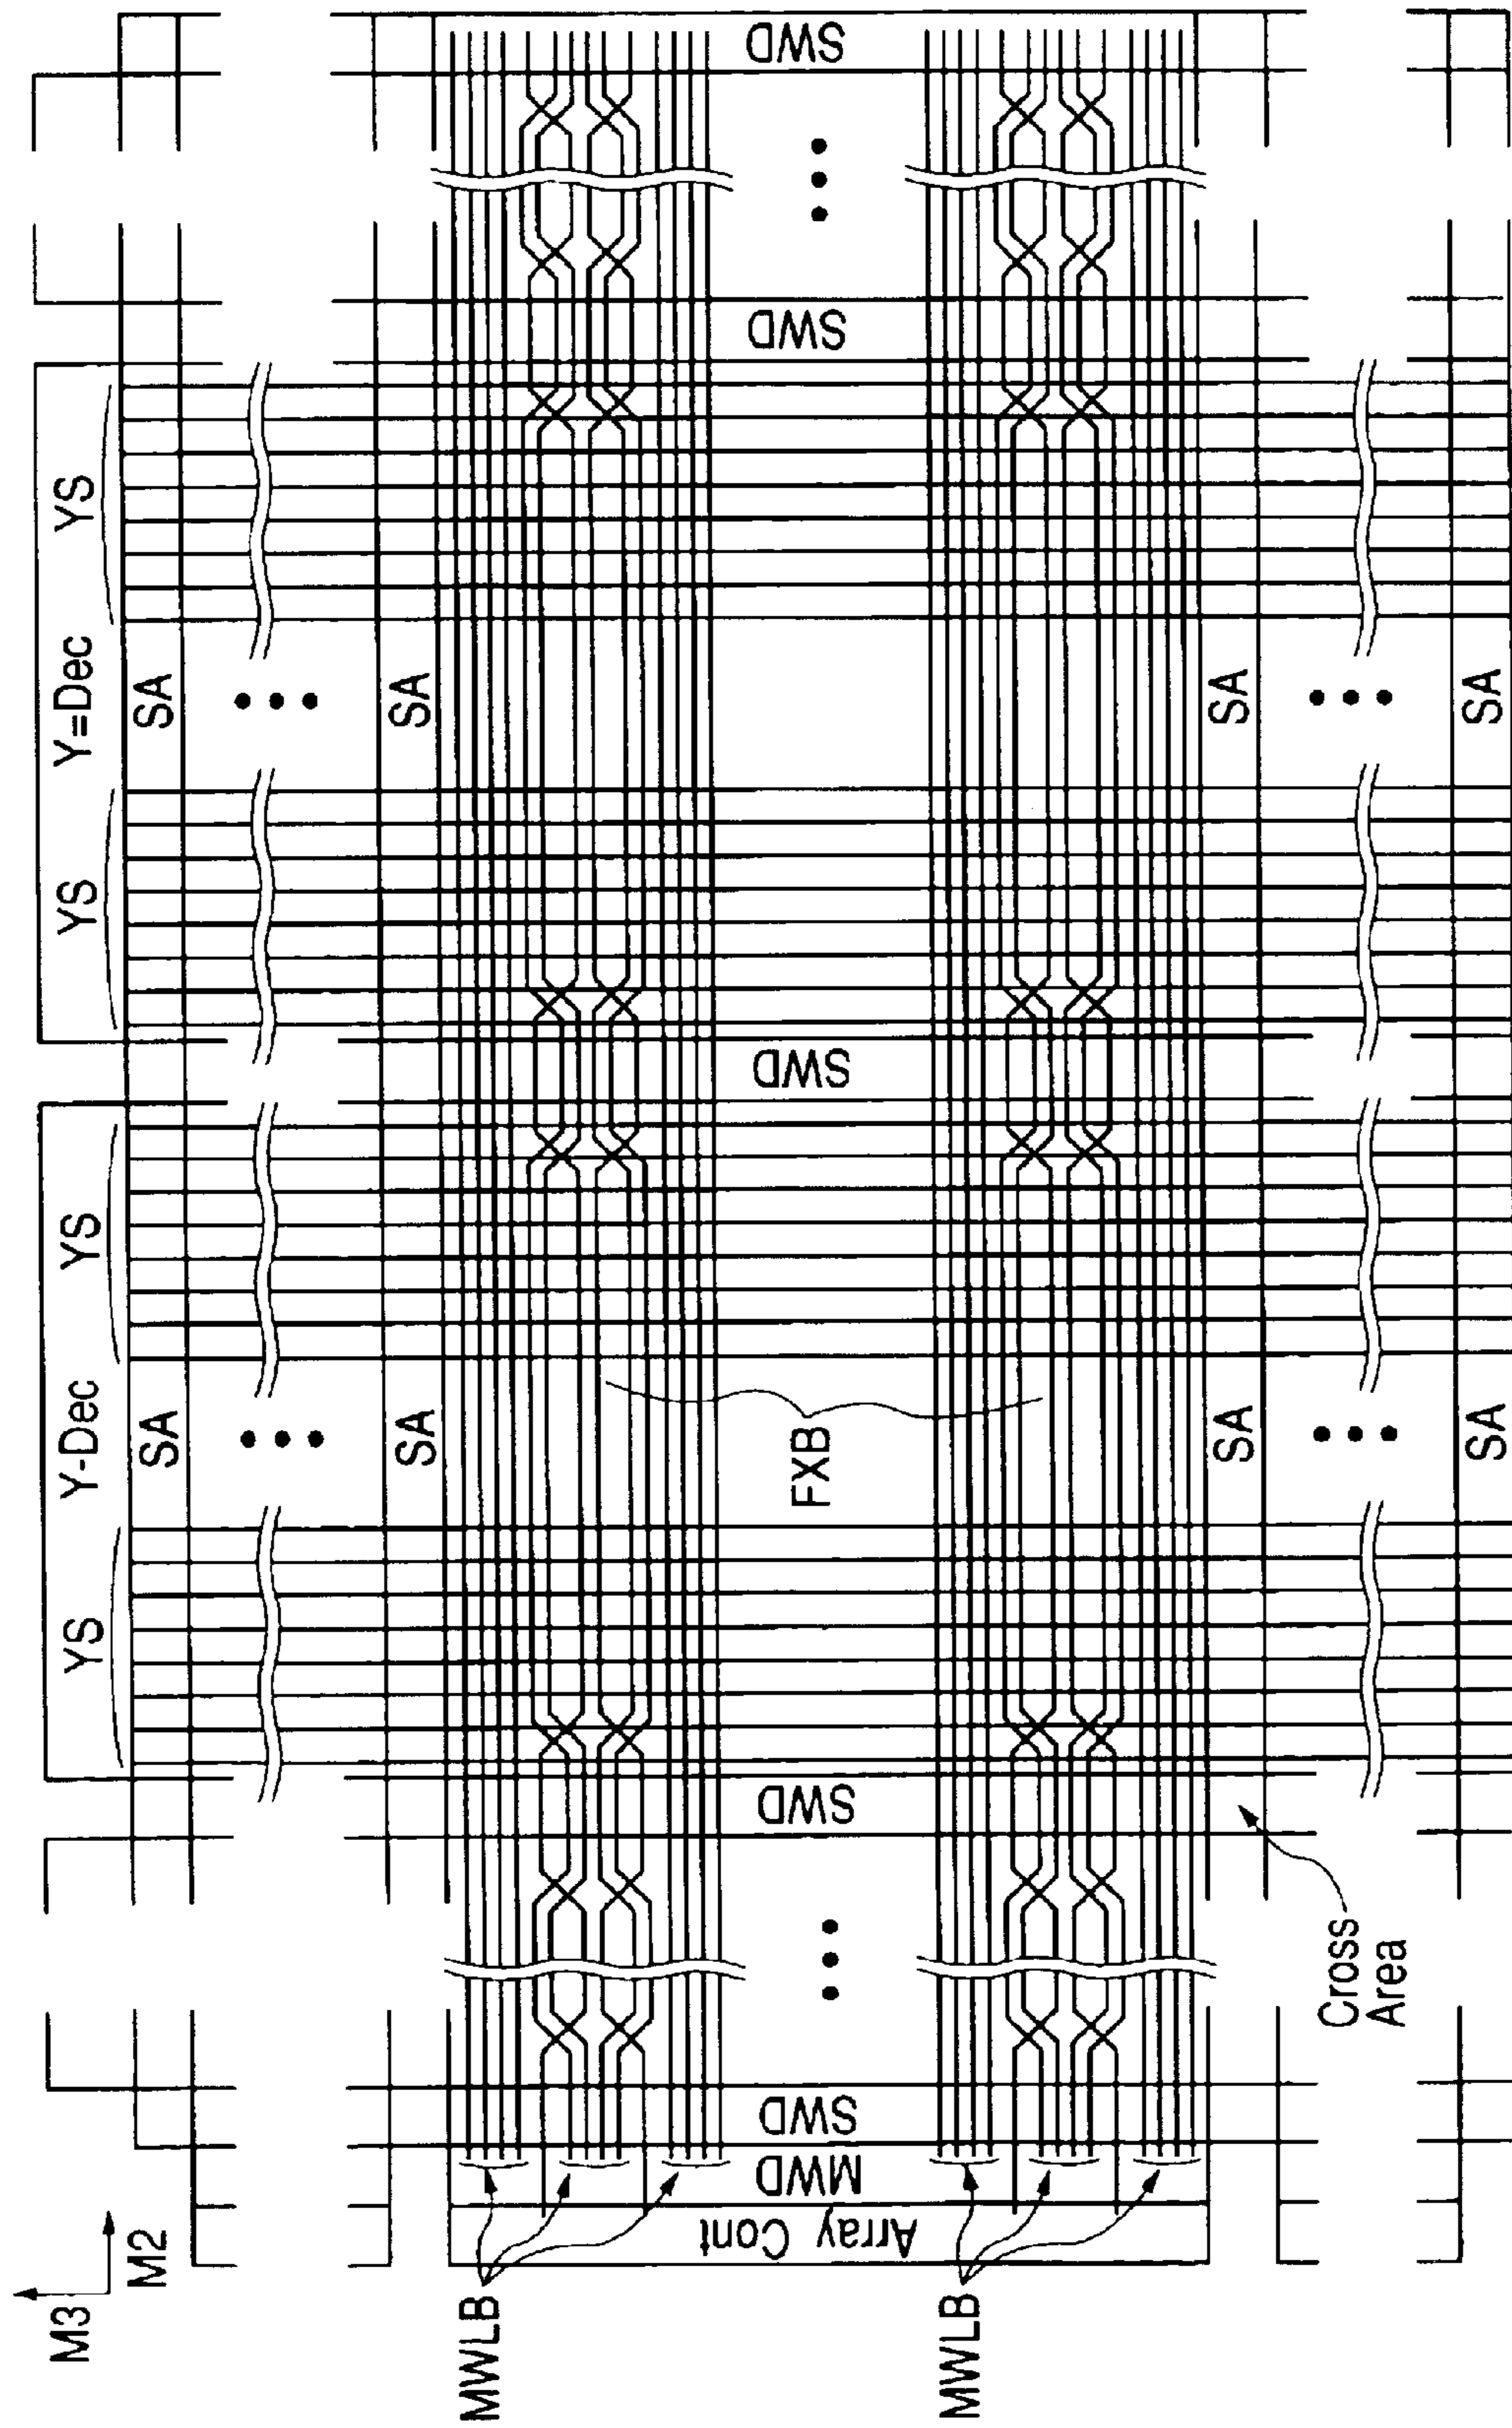 M3
M2
Y-Dec
Y=Dec
YS
YS
YS
YS
SA
SA
SA
SA
MWLB
Array Cont
MWD
SWD
SWD
SWD
SWD
SWD
FXB
MWLB
SA
SA
Cross
Area
SA
SA